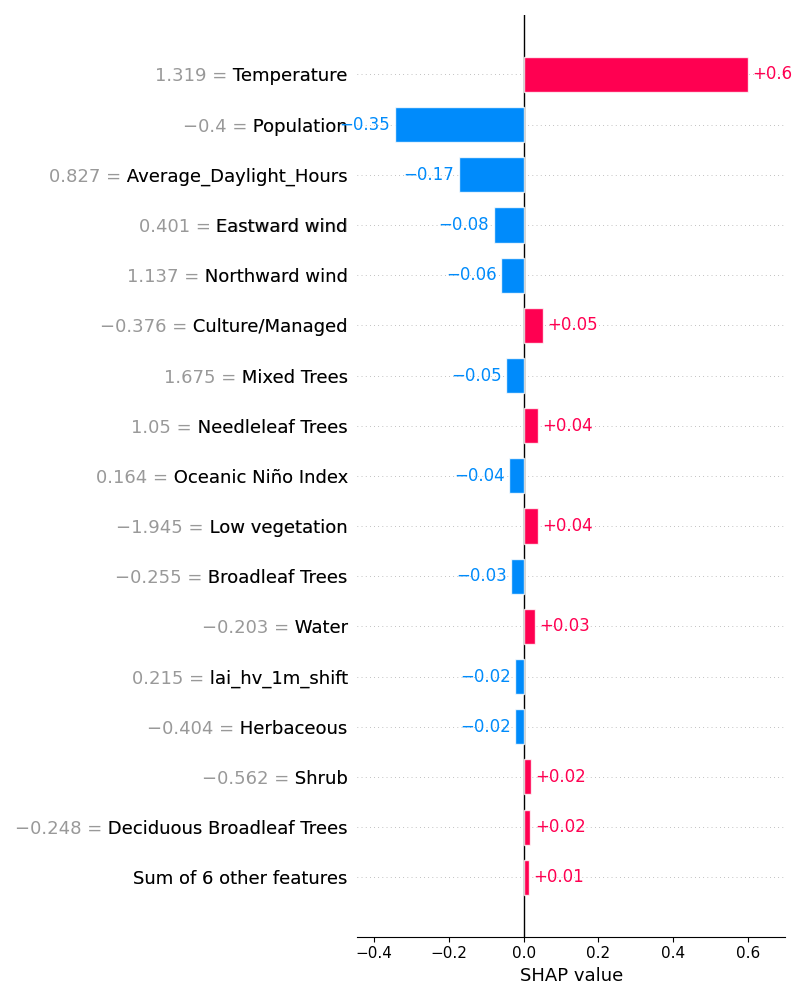 1.319 = Temperature +0.6
−0.4 = Population −0.35
0.827 = Average_Daylight_Hours −0.17
0.401 = Eastward wind −0.08
1.137 = Northward wind −0.06
−0.376 = Culture/Managed +0.05
1.675 = Mixed Trees −0.05
1.05 = Needleleaf Trees +0.04
0.164 = Oceanic Niño Index −0.04
−1.945 = Low vegetation +0.04
−0.255 = Broadleaf Trees −0.03
−0.203 = Water +0.03
0.215 = lai_hv_1m_shift −0.02
−0.404 = Herbaceous −0.02
−0.562 = Shrub +0.02
−0.248 = Deciduous Broadleaf Trees +0.02
Sum of 6 other features +0.01
−0.4 −0.2 0.0 0.2 0.4 0.6
SHAP value